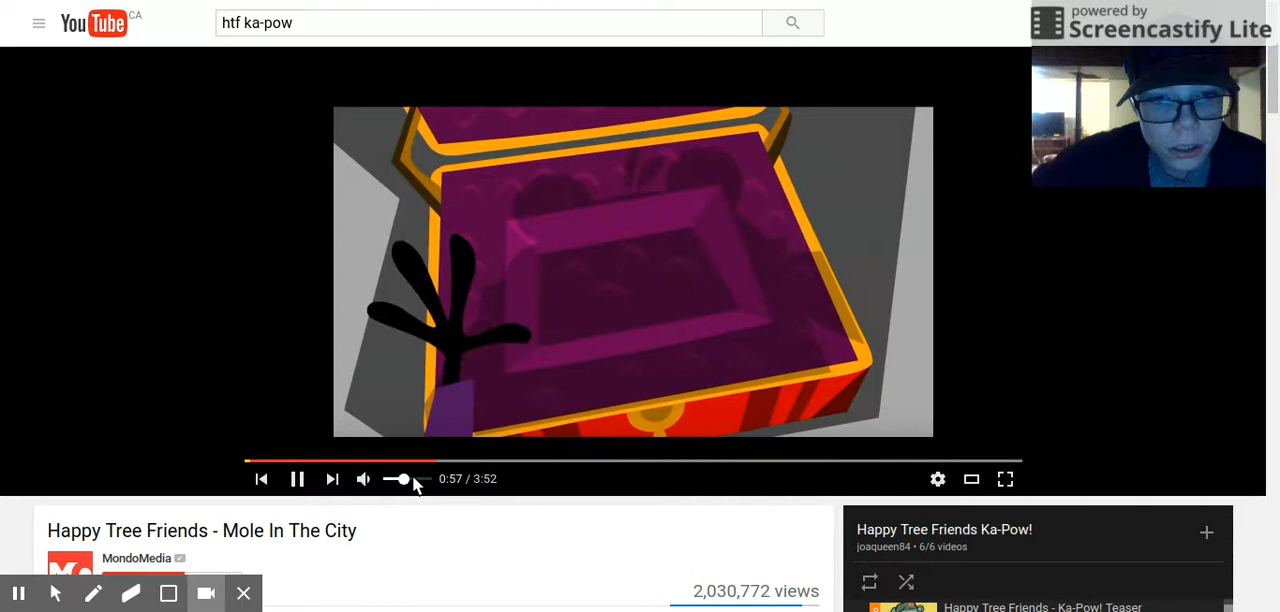 YouTube CA
htf ka-pow
powered by
Screencastify Lite
0:57 / 3:52
Happy Tree Friends - Mole In The City
MondoMedia
2,030,772 views
Happy Tree Friends Ka-Pow!
joaqueen84 • 6/6 videos
Happy Tree Friends - Ka-Pow! Teaser